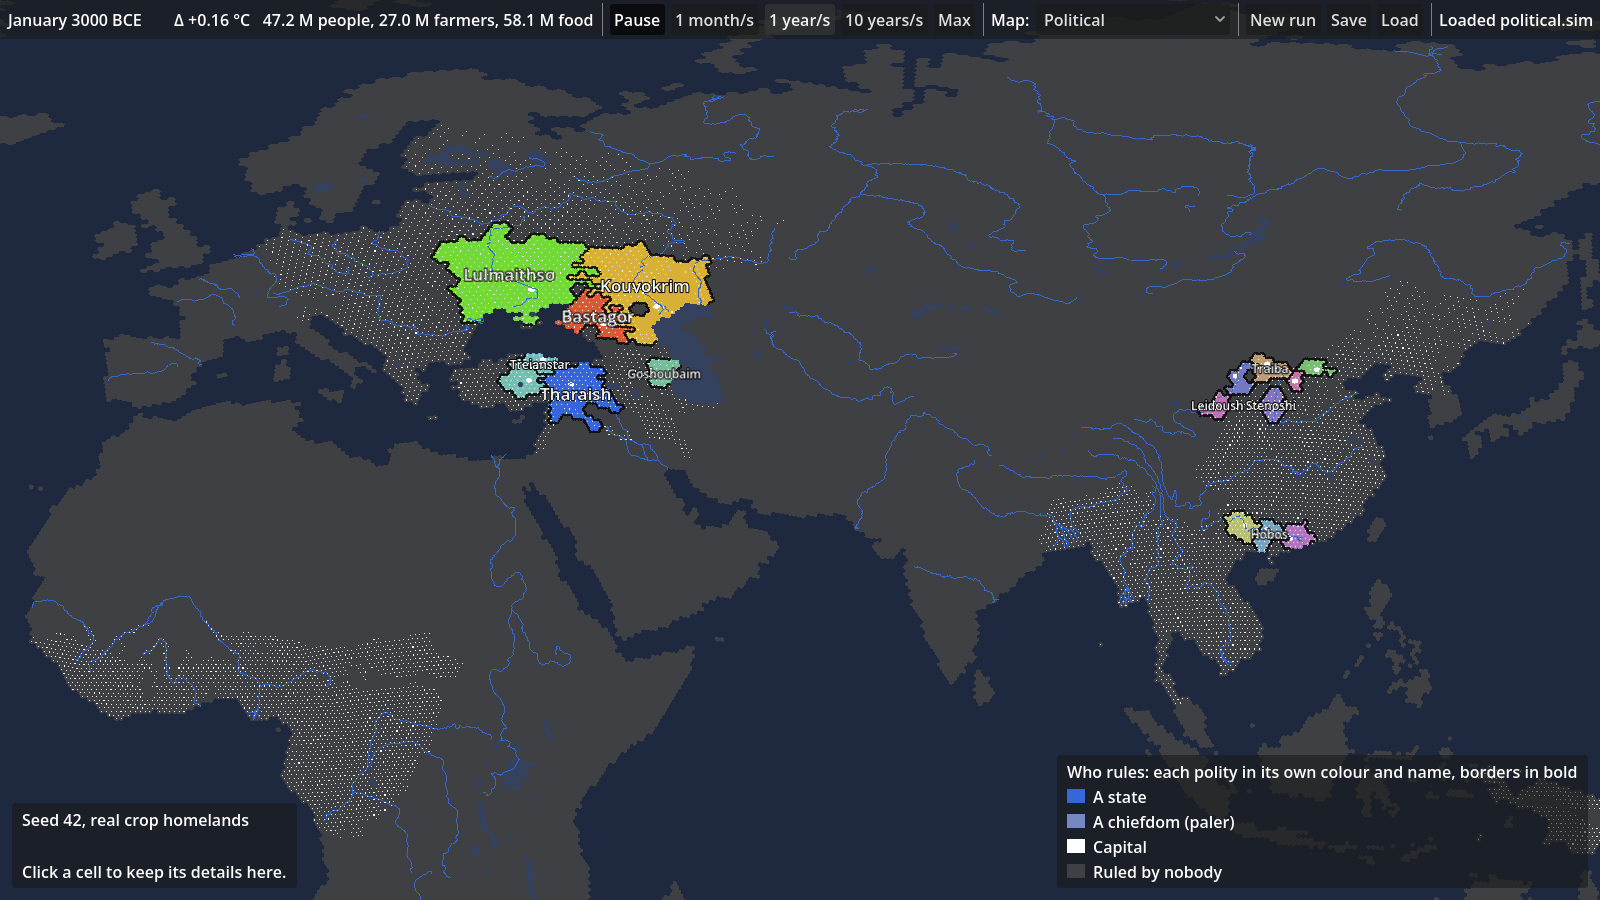 January 3000 BCE Δ +0.16 °C 47.2 M people, 27.0 M farmers, 58.1 M food Pause 1 month/s 1 year/s 10 years/s Max Map: Political New run Save Load Loaded political.sim
Lulmaithso
Kouvokrim
Bastagor
Treianstar
Goshoubaim
Tharaish
Traiba
Leidoush Stenoshi
Hobos
Who rules: each polity in its own colour and name, borders in bold
A state
A chiefdom (paler)
Capital
Ruled by nobody
Seed 42, real crop homelands
Click a cell to keep its details here.